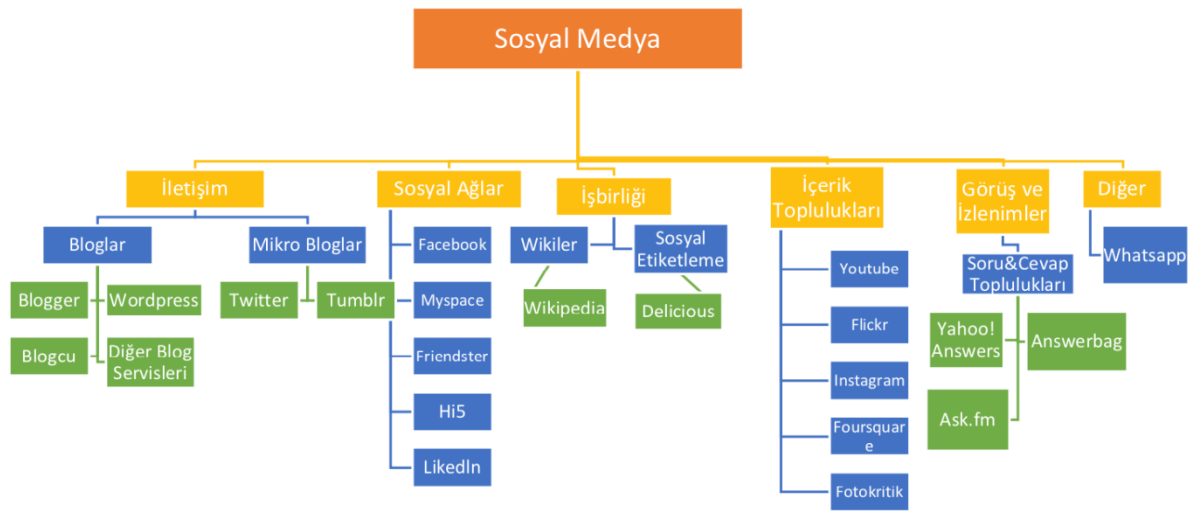 Sosyal Medya
İletişim
Bloglar
Blogger
Wordpress
Blogcu
Diğer Blog
Servisleri
Mikro Bloglar
Twitter
Tumblr
Sosyal Ağlar
Facebook
Myspace
Friendster
Hi5
LikedIn
İşbirliği
Wikiler
Wikipedia
Sosyal
Etiketleme
Delicious
İçerik
Toplulukları
Youtube
Flickr
Instagram
Foursquar
e
Fotokritik
Görüş ve
İzlenimler
Soru&Cevap
Toplulukları
Yahoo!
Answers
Answerbag
Ask.fm
Diğer
Whatsapp